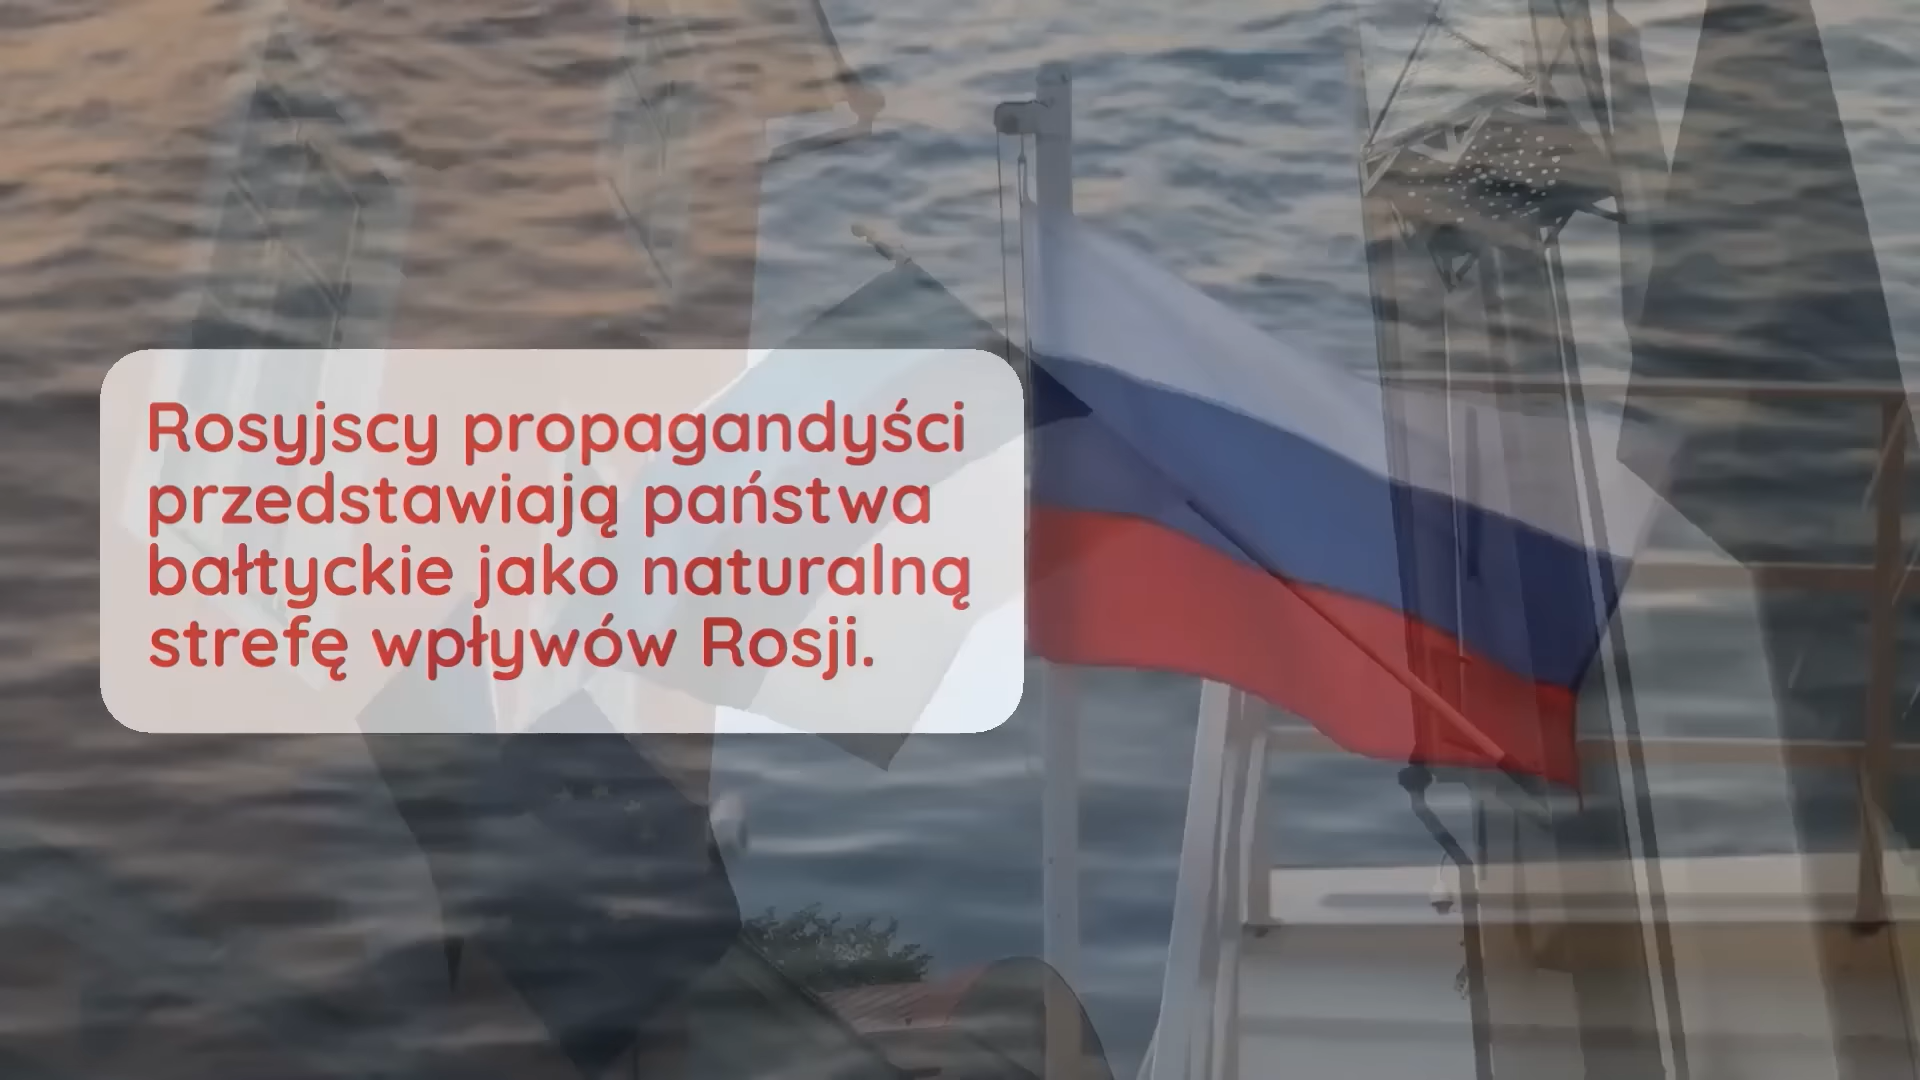 Rosyjscy propagandyści
przedstawiają państwa
bałtyckie jako naturalną
strefę wpływów Rosji.